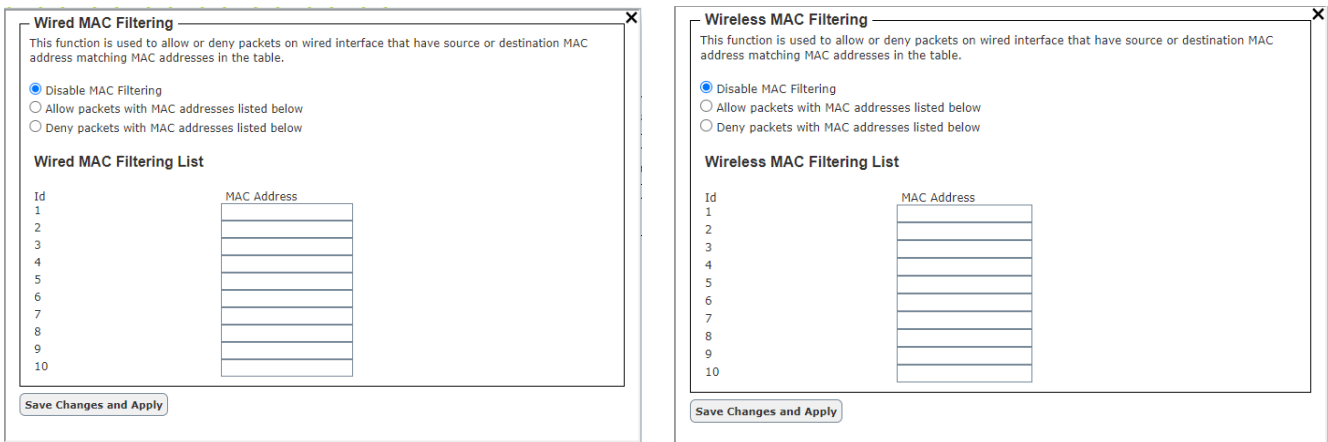 Wired MAC Filtering
This function is used to allow or deny packets on wired interface that have source or destination MAC
address matching MAC addresses in the table.
Disable MAC Filtering
Allow packets with MAC addresses listed below
Deny packets with MAC addresses listed below
Wired MAC Filtering List
Id MAC Address
1
2
3
4
5
6
7
8
9
10
Save Changes and Apply
Wireless MAC Filtering
This function is used to allow or deny packets on wired interface that have source or destination MAC
address matching MAC addresses in the table.
Disable MAC Filtering
Allow packets with MAC addresses listed below
Deny packets with MAC addresses listed below
Wireless MAC Filtering List
Id MAC Address
1
2
3
4
5
6
7
8
9
10
Save Changes and Apply